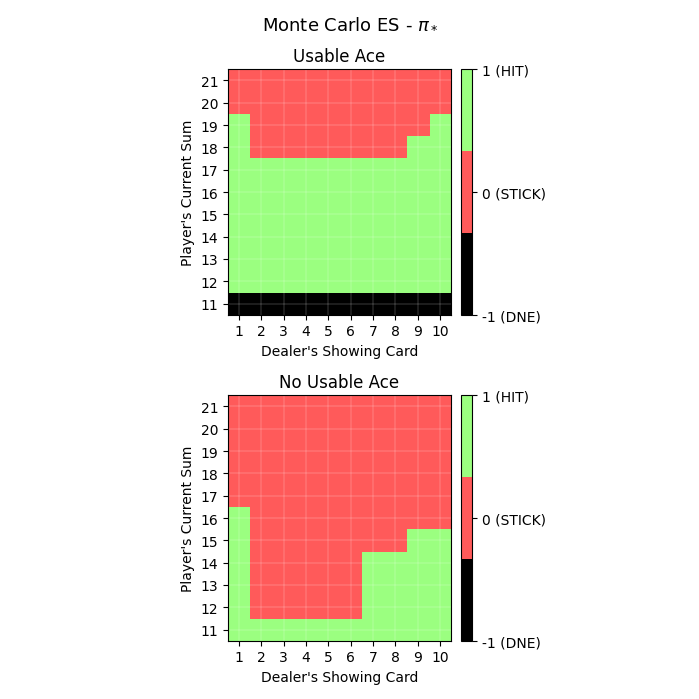 Monte Carlo ES - π*
Usable Ace
Player's Current Sum
21
20
19
18
17
16
15
14
13
12
11
1 2 3 4 5 6 7 8 9 10
Dealer's Showing Card
1 (HIT)
0 (STICK)
-1 (DNE)
No Usable Ace
Player's Current Sum
21
20
19
18
17
16
15
14
13
12
11
1 2 3 4 5 6 7 8 9 10
Dealer's Showing Card
1 (HIT)
0 (STICK)
-1 (DNE)